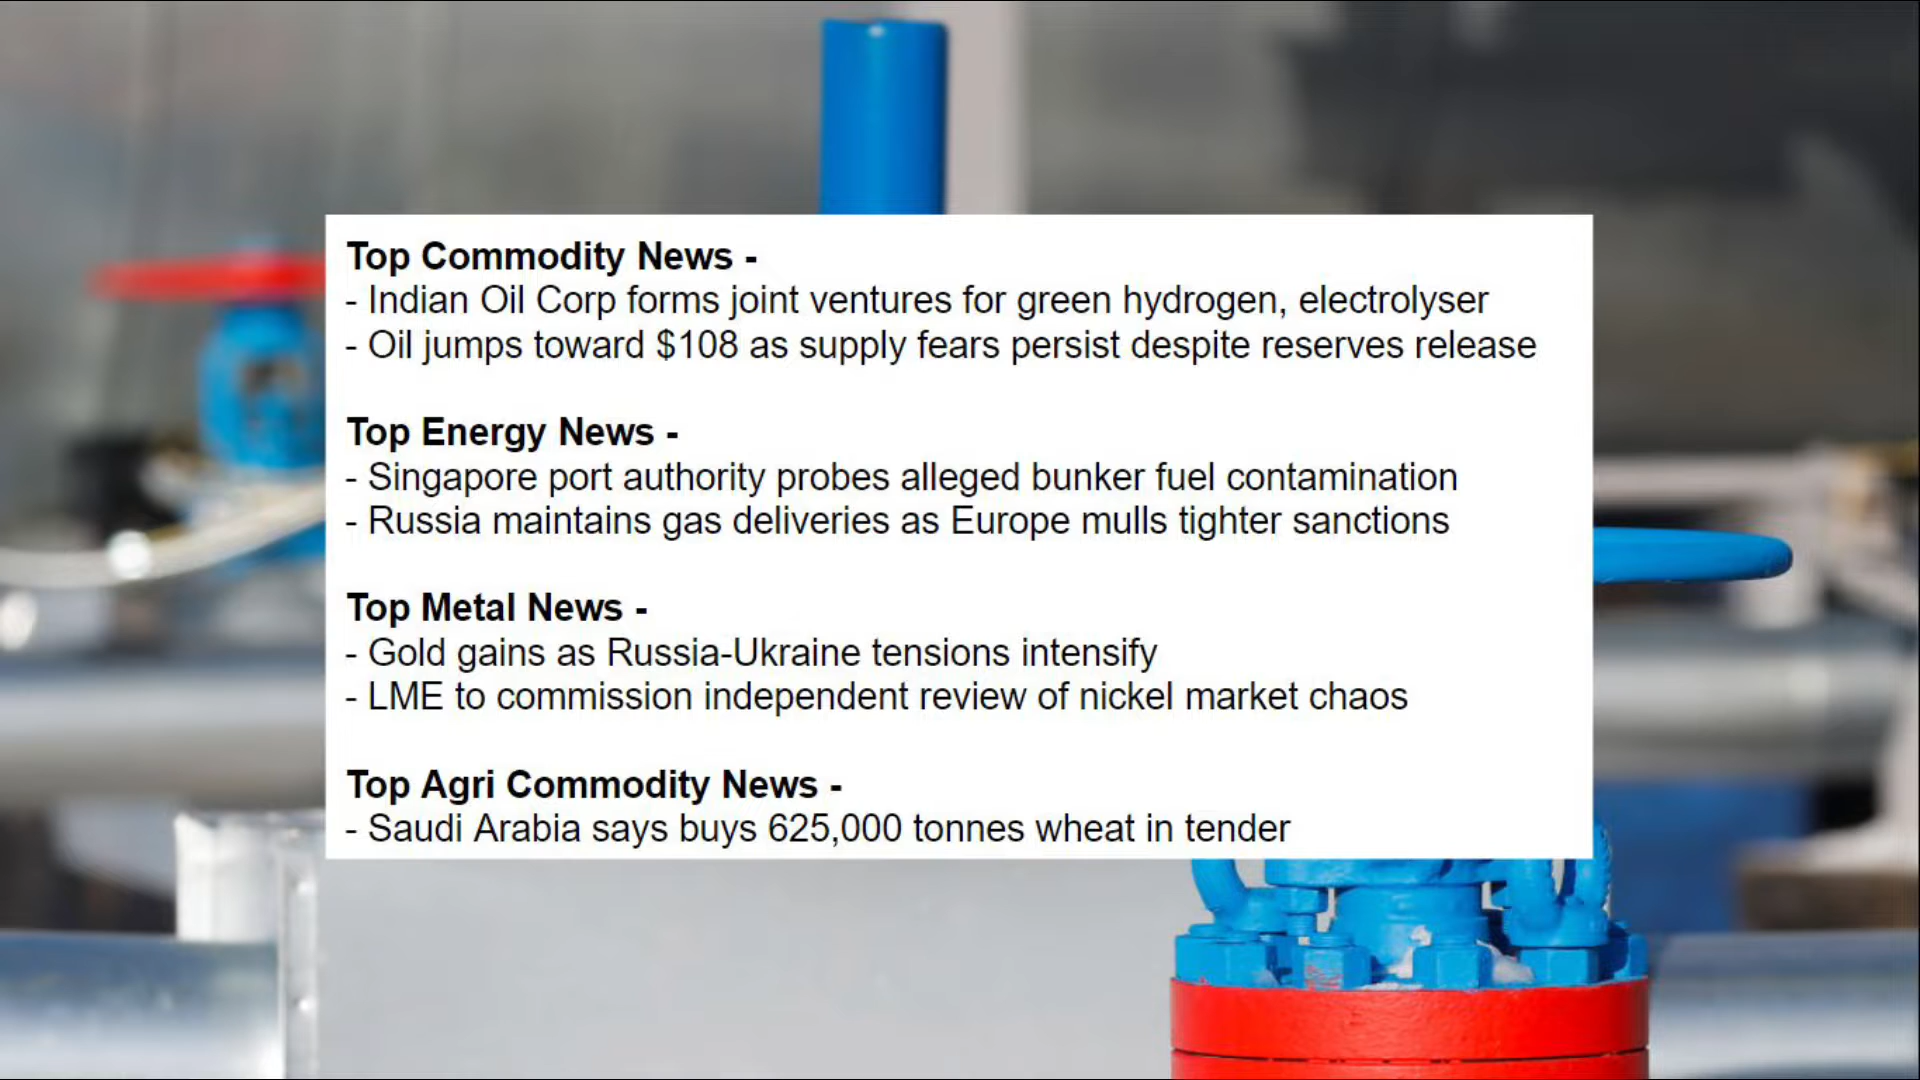 Top Commodity News -
- Indian Oil Corp forms joint ventures for green hydrogen, electrolyser
- Oil jumps toward $108 as supply fears persist despite reserves release
Top Energy News -
- Singapore port authority probes alleged bunker fuel contamination
- Russia maintains gas deliveries as Europe mulls tighter sanctions
Top Metal News -
- Gold gains as Russia-Ukraine tensions intensify
- LME to commission independent review of nickel market chaos
Top Agri Commodity News -
- Saudi Arabia says buys 625,000 tonnes wheat in tender